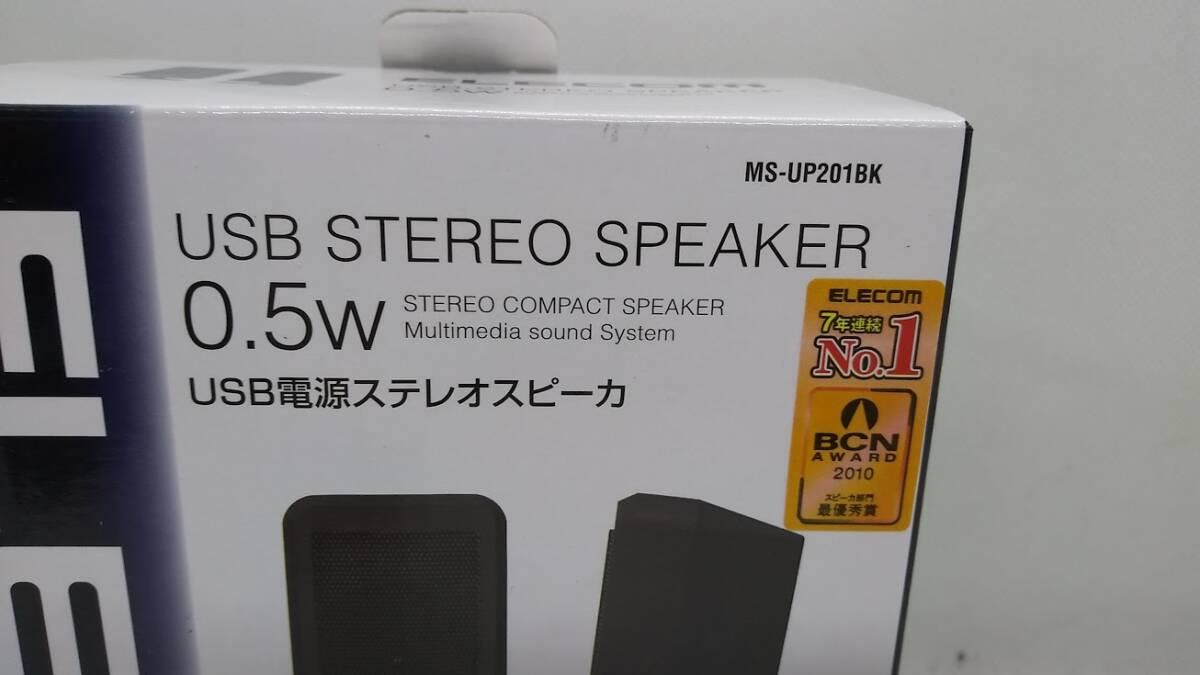 ELECOM
MS-UP201BK
USB STEREO SPEAKER
0.5W
STEREO COMPACT SPEAKER
Multimedia sound System
USB電源ステレオスピーカ
ELECOM
7年連続
No.1
BCN
AWARD
2010
スピーカ部門
最優秀賞